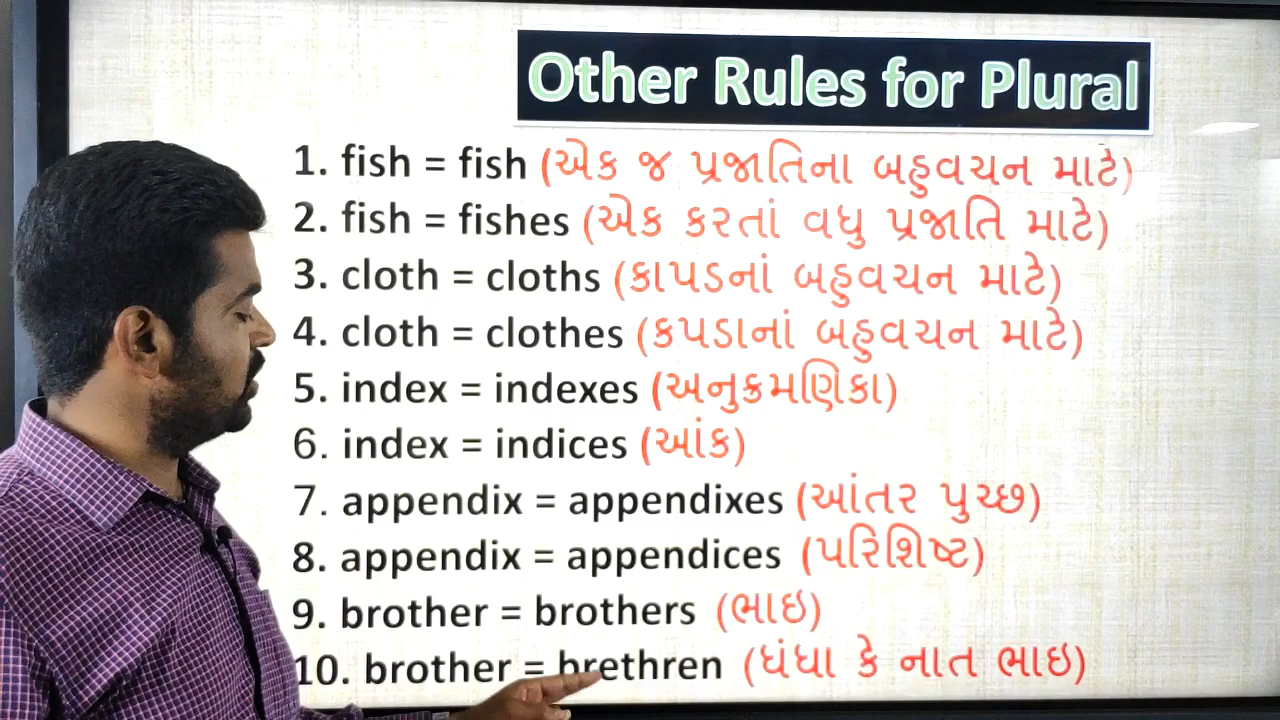 Other Rules for Plural
1. fish = fish (એક જ પ્રજાતિના બહુવચન માટે)
2. fish = fishes (એક કરતાં વધુ પ્રજાતિ માટે)
3. cloth = cloths (કાપડનાં બહુવચન માટે)
4. cloth = clothes (કપડાનાં બહુવચન માટે)
5. index = indexes (અનુક્રમણિકા)
6. index = indices (આંક)
7. appendix = appendixes (આંતર પુચ્છ)
8. appendix = appendices (પરિશિષ્ટ)
9. brother = brothers (ભાઇ)
10. brother = brethren (ધંધા કે નાત ભાઇ)